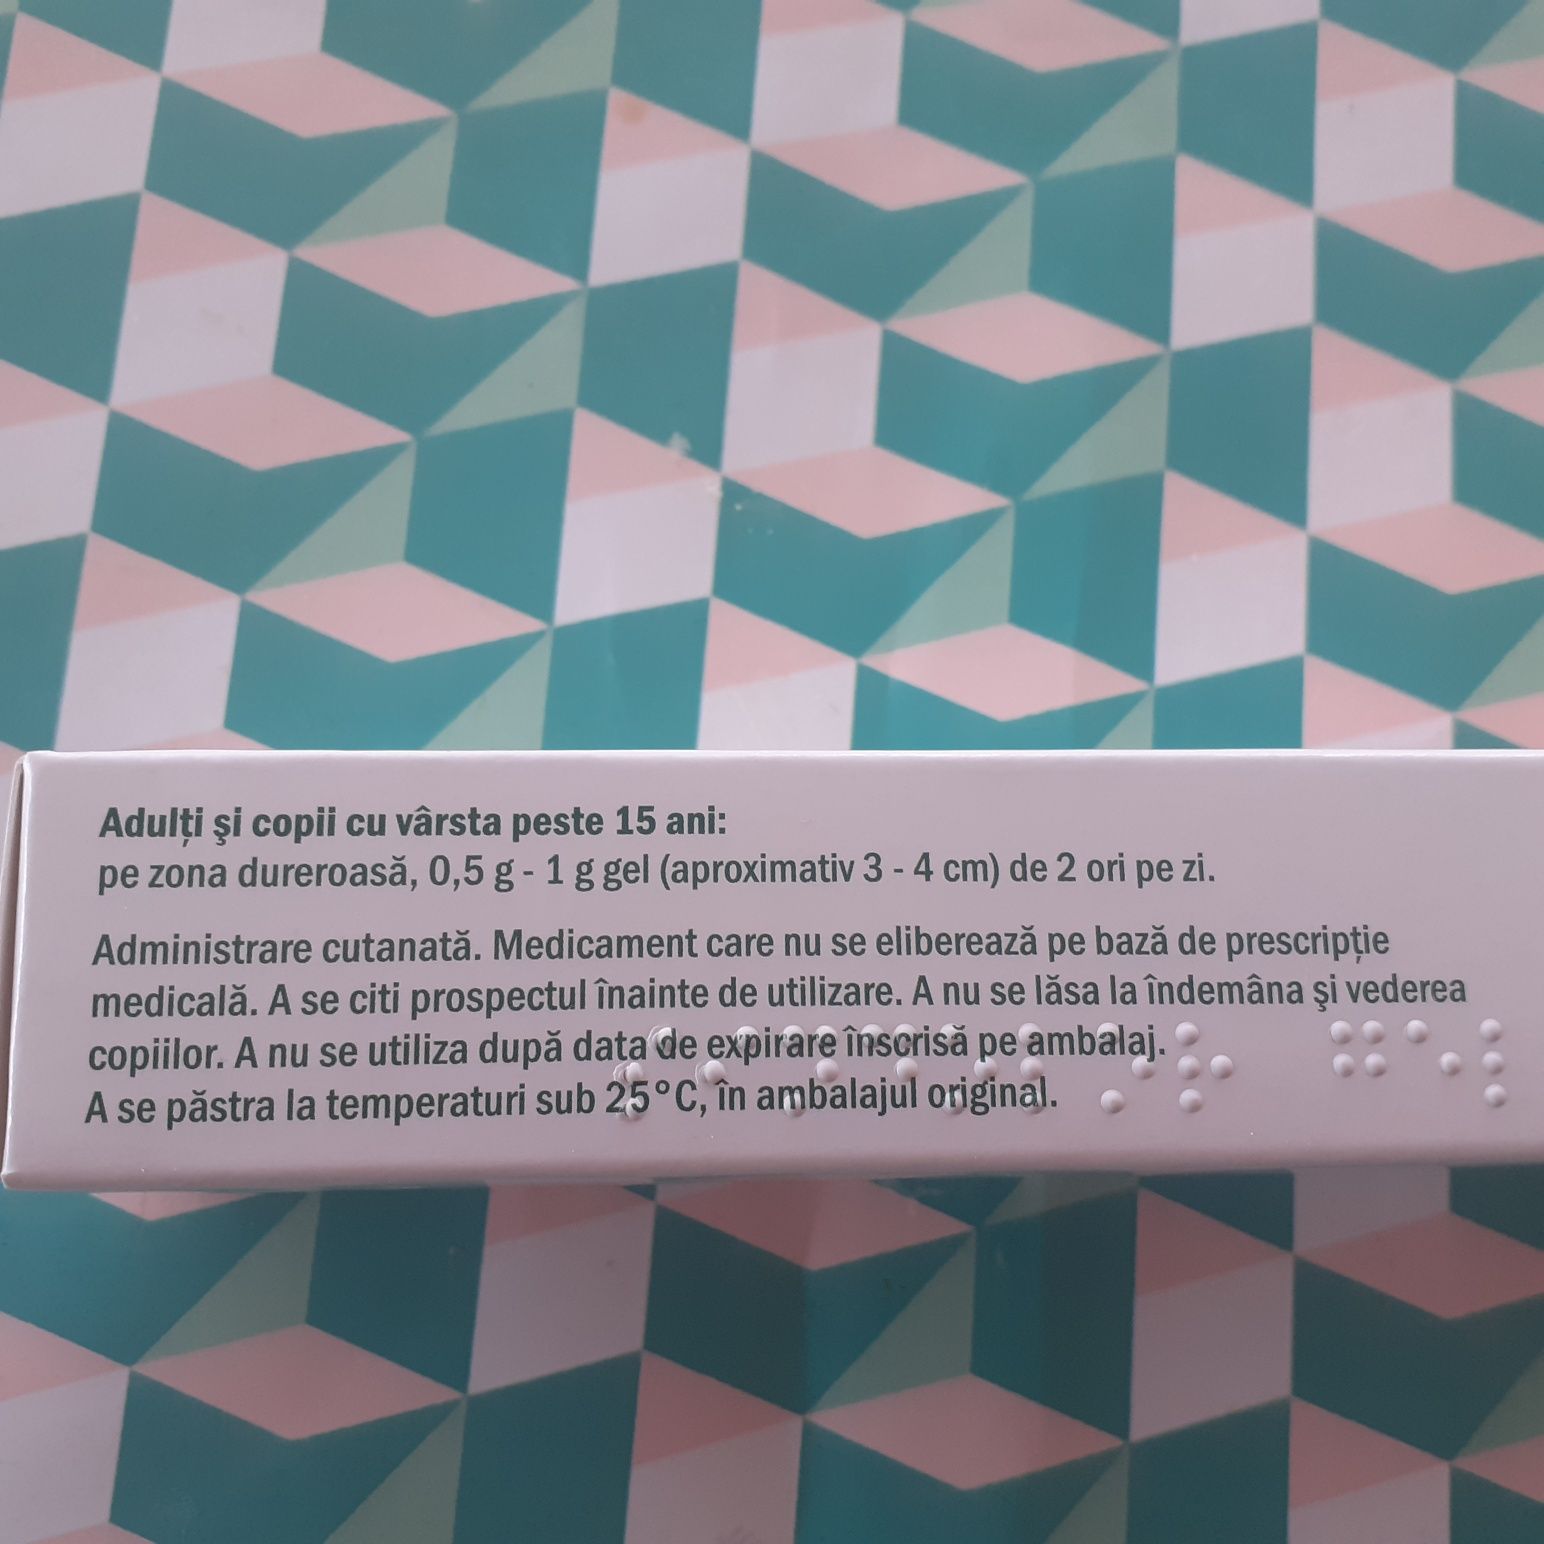 Adulți şi copii cu vârsta peste 15 ani:
pe zona dureroasă, 0,5 g - 1 g gel (aproximativ 3 - 4 cm) de 2 ori pe zi.
Administrare cutanată. Medicament care nu se eliberează pe bază de prescripție
medicală. A se citi prospectul înainte de utilizare. A nu se lăsa la îndemâna şi vederea
copiilor. A nu se utiliza după data de expirare înscrisă pe ambalaj.
A se păstra la temperaturi sub 25°C, în ambalajul original.